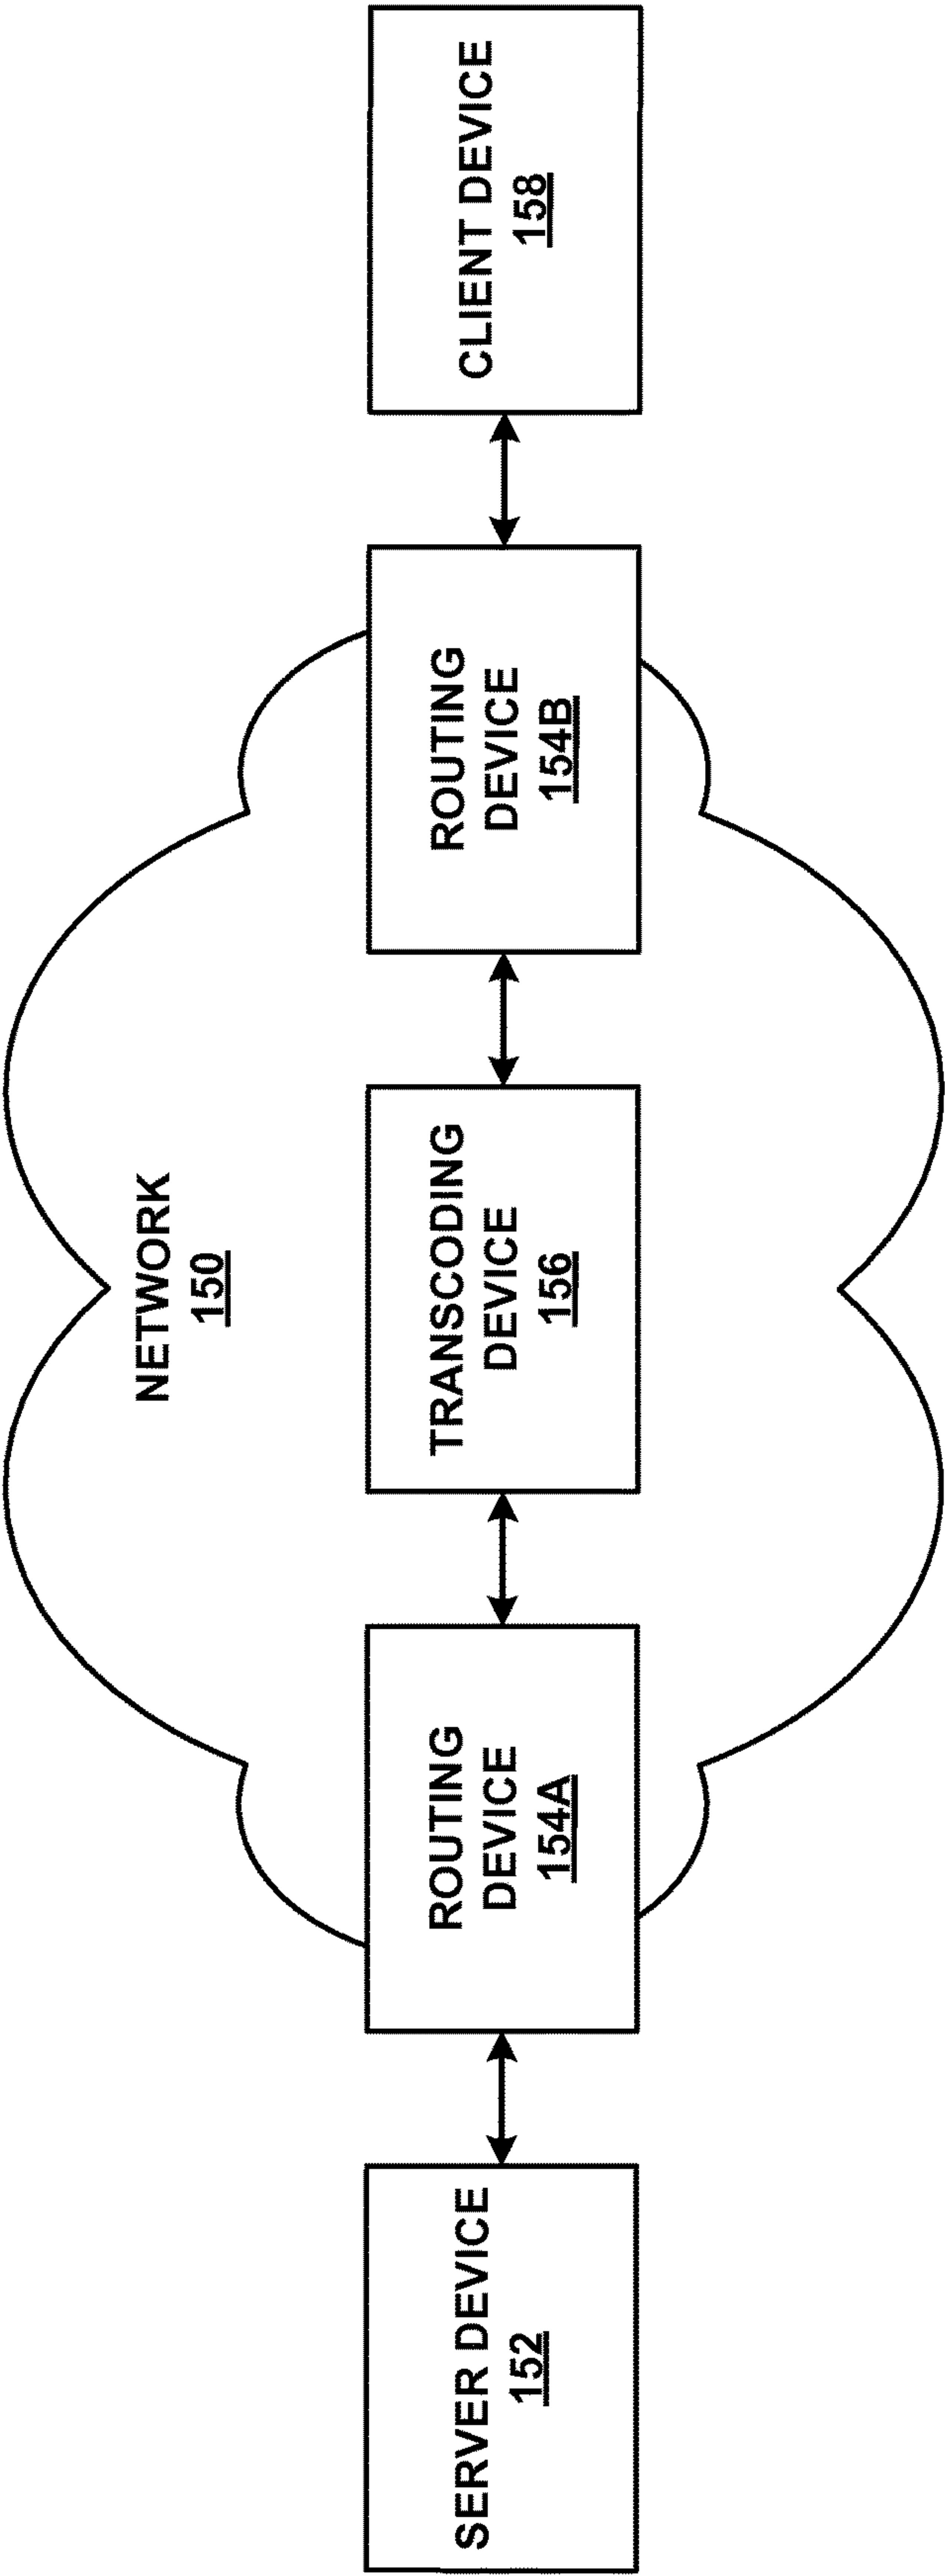 NETWORK
150
SERVER DEVICE
152
ROUTING
DEVICE
154A
TRANSCODING
DEVICE
156
ROUTING
DEVICE
154B
CLIENT DEVICE
158